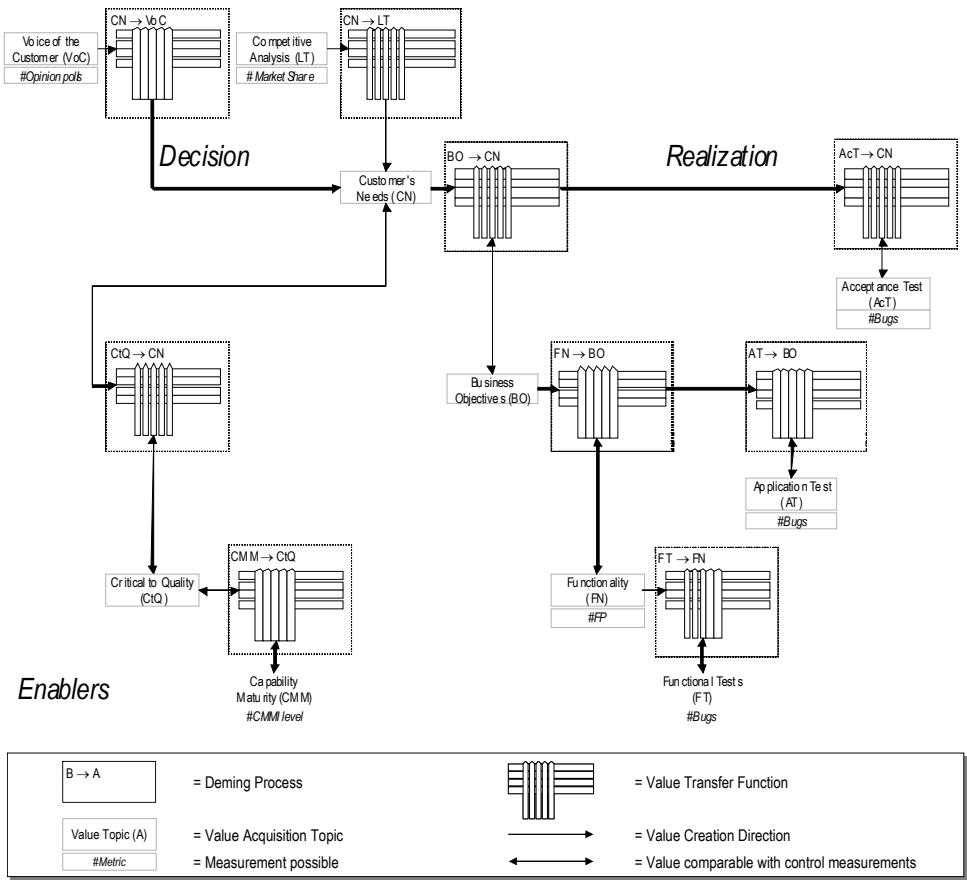 CN → VoC
CN → LT
Voice of the
Customer (VoC)
#Opinion polls
Competitive
Analysis (LT)
# Market Share
Decision
Realization
BO → CN
AcT → CN
Customer's
Needs (CN)
Acceptance Test
(AcT)
#Bugs
CtQ → CN
FN → BO
AT → BO
Business
Objectives (BO)
Application Test
(AT)
#Bugs
CMM → CtQ
FT → FN
Critical to Quality
(CtQ)
Functionality
(FN)
#FP
Enablers
Capability
Maturity (CMM)
#CMMI level
Functional Tests
(FT)
#Bugs
B → A
= Deming Process
= Value Transfer Function
Value Topic (A)
= Value Acquisition Topic
= Value Creation Direction
#Metric
= Measurement possible
= Value comparable with control measurements